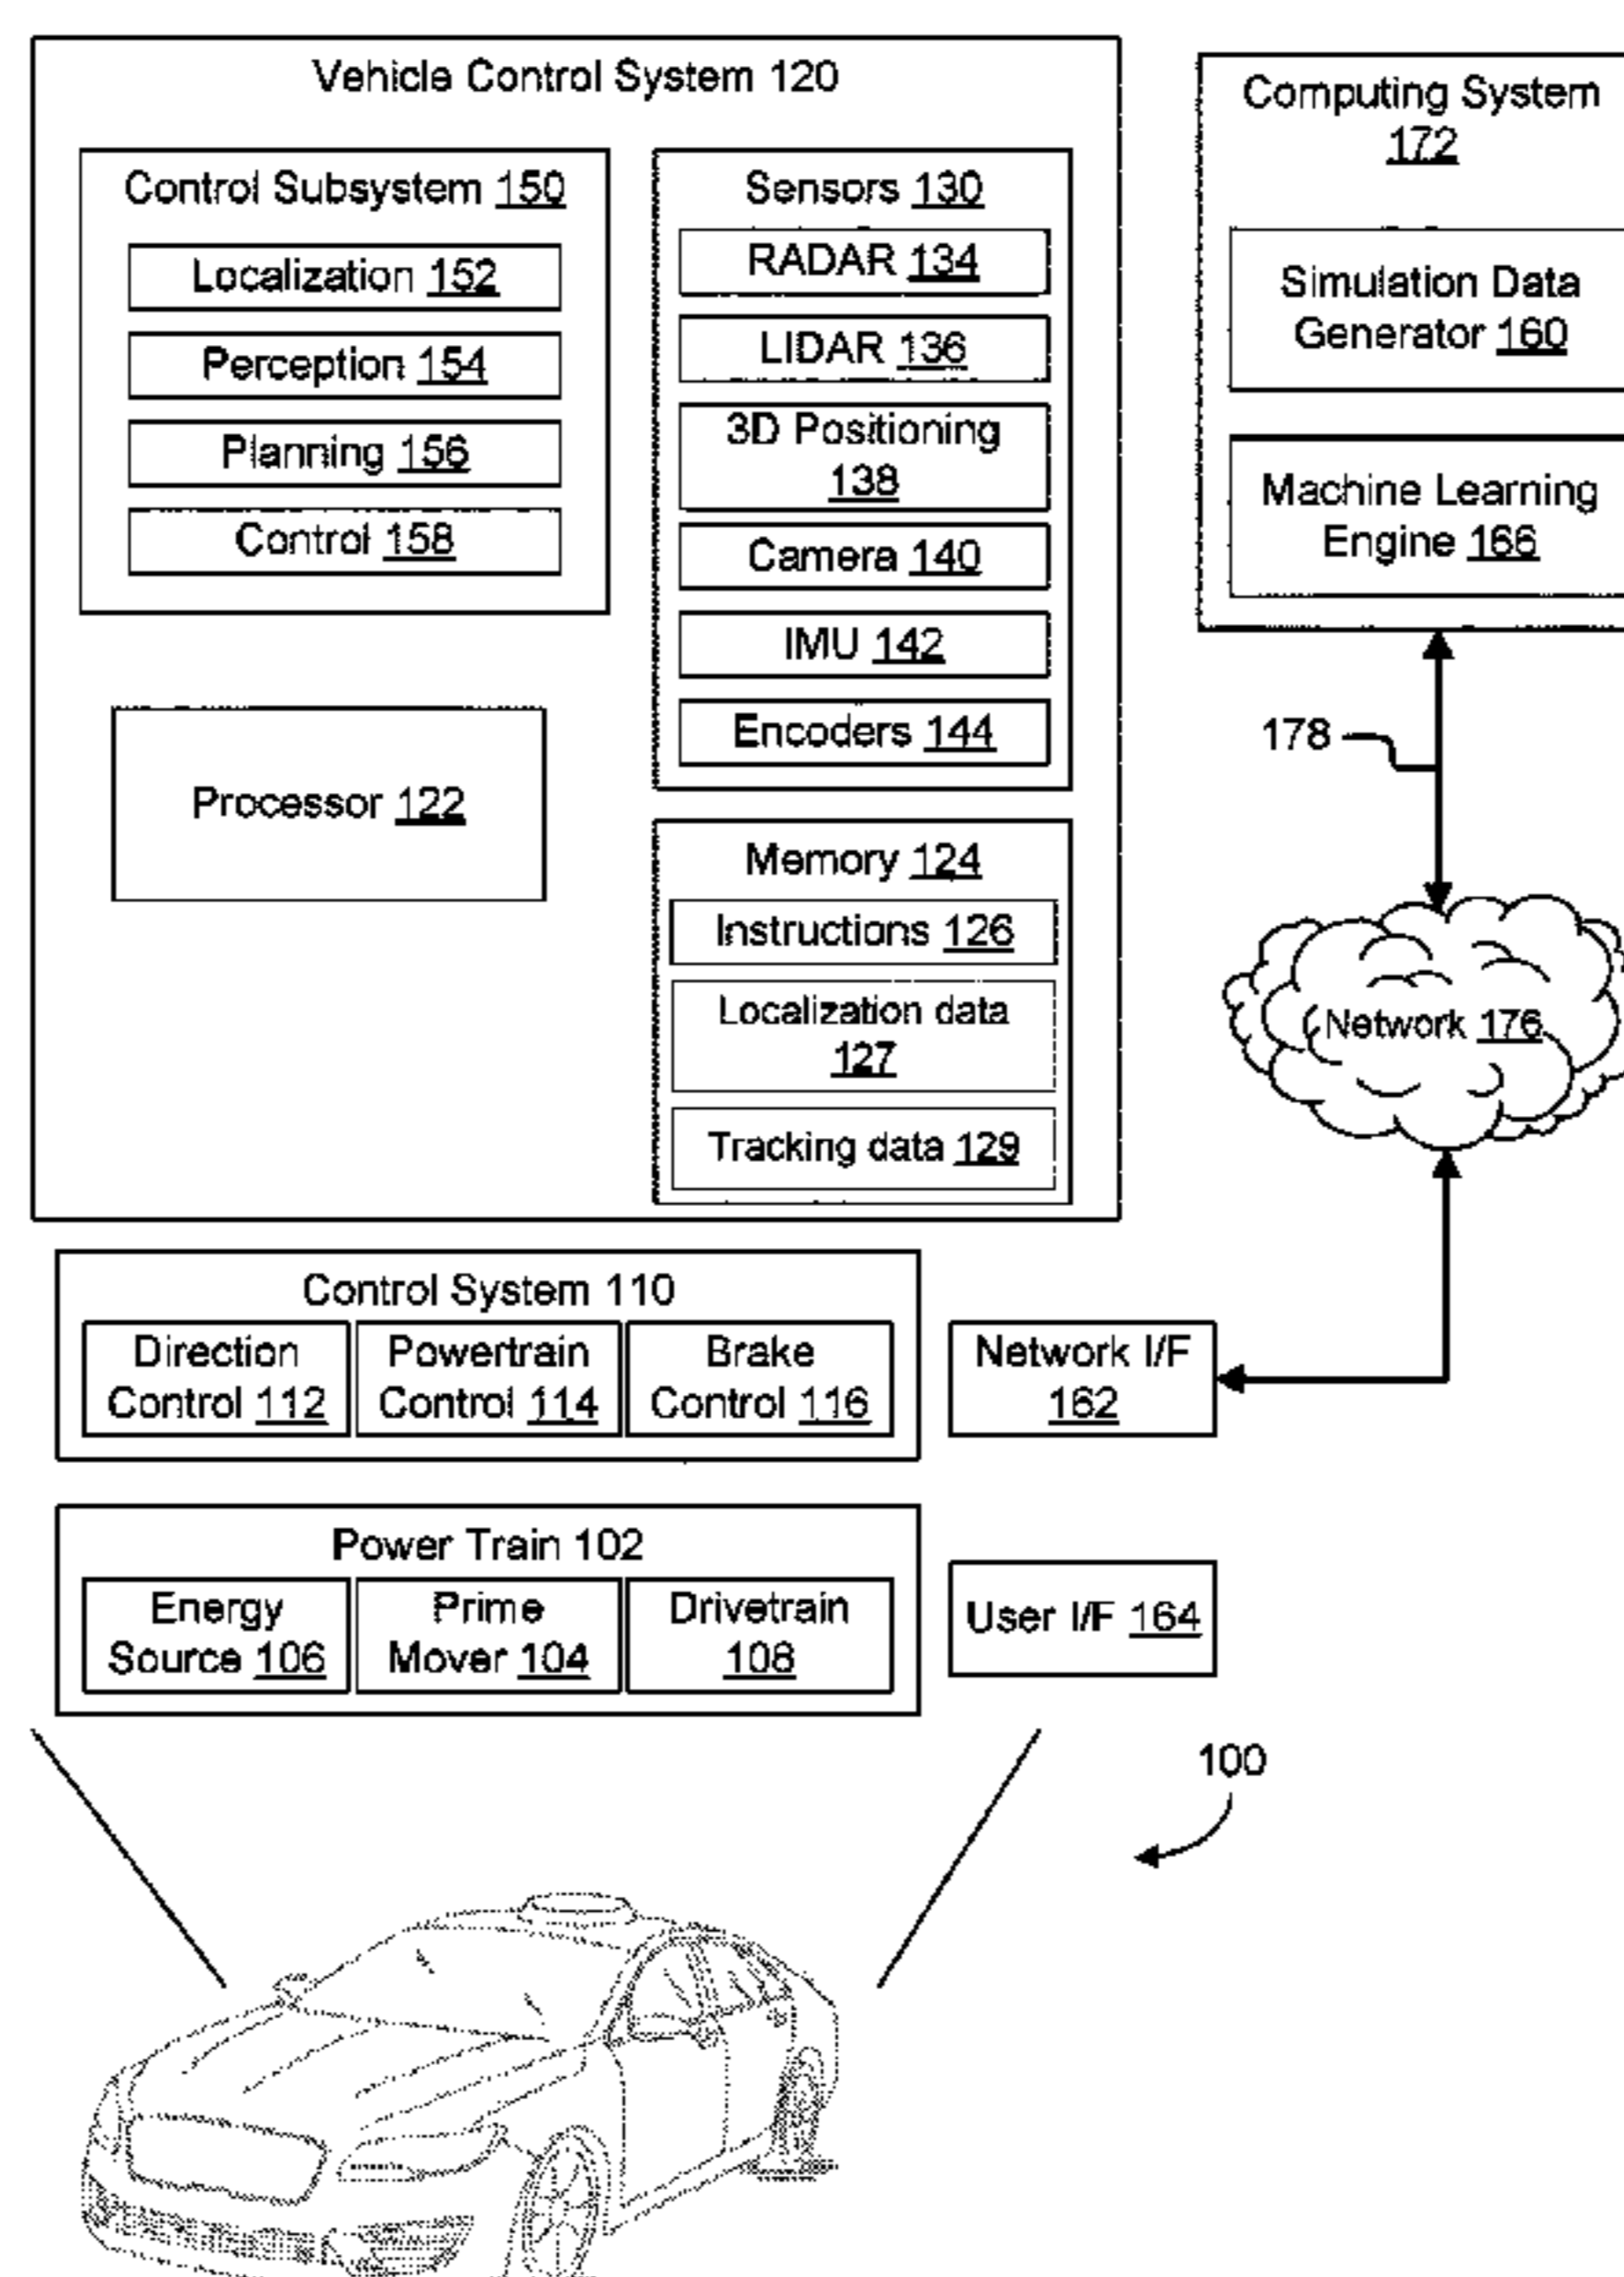 Vehicle Control System 120
Control Subsystem 150
Localization 152
Perception 154
Planning 156
Control 158
Processor 122
Sensors 130
RADAR 134
LIDAR 136
3D Positioning
138
Camera 140
IMU 142
Encoders 144
Memory 124
Instructions 126
Localization data
127
Tracking data 129
Computing System
172
Simulation Data
Generator 160
Machine Learning
Engine 166
178
Network 176
Control System 110
Direction
Control 112
Powertrain
Control 114
Brake
Control 116
Network I/F
162
Power Train 102
Energy
Source 106
Prime
Mover 104
Drivetrain
108
User I/F 164
100